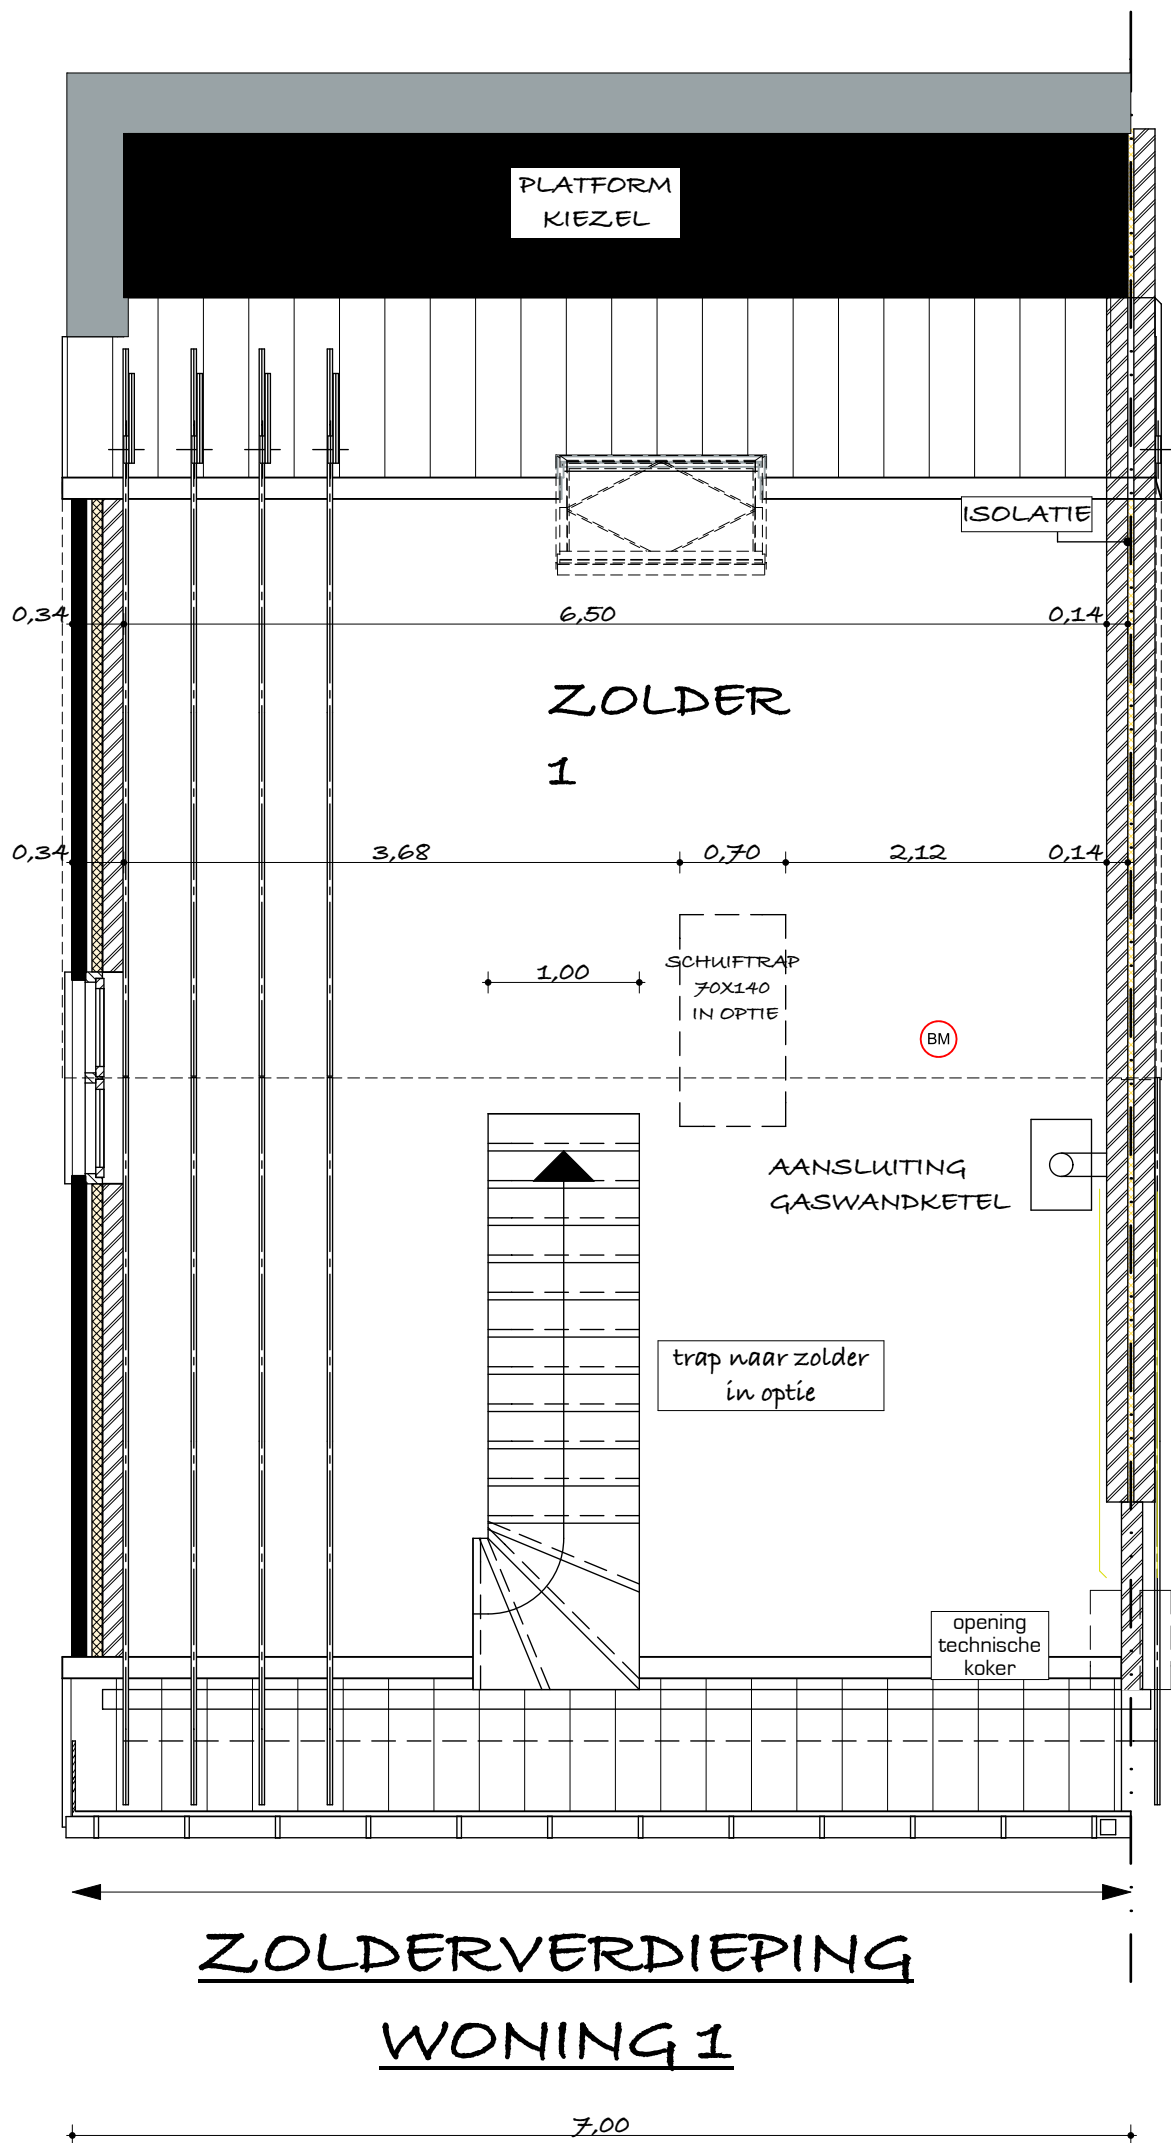 PLATFORM
KIEZEL
ISOLATIE
0,34 6,50 0,14
ZOLDER
1
0,34 3,68 0,70 2,12 0,14
1,00
SCHUIFTRAP
70X140
IN OPTIE
BM
AANSLUITING
GASWANDKETEL
trap naar zolder
in optie
opening
technische
koker
ZOLDERVERDIEPING
WONING 1
7,00